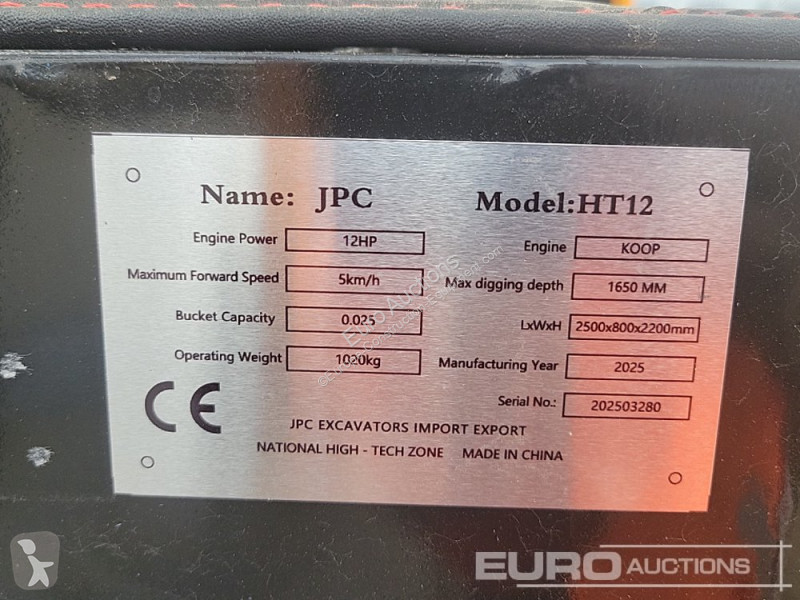 Name: JPC Model:HT12
Engine Power 12HP Engine KOOP
Maximum Forward Speed 5km/h Max digging depth 1650 MM
Bucket Capacity 0.025 LxWxH 2500x800x2200mm
Operating Weight 1020kg Manufacturing Year 2025
Serial No.: 202503280
CE
JPC EXCAVATORS IMPORT EXPORT
NATIONAL HIGH - TECH ZONE MADE IN CHINA
Euro Auctions
EURO AUCTIONS